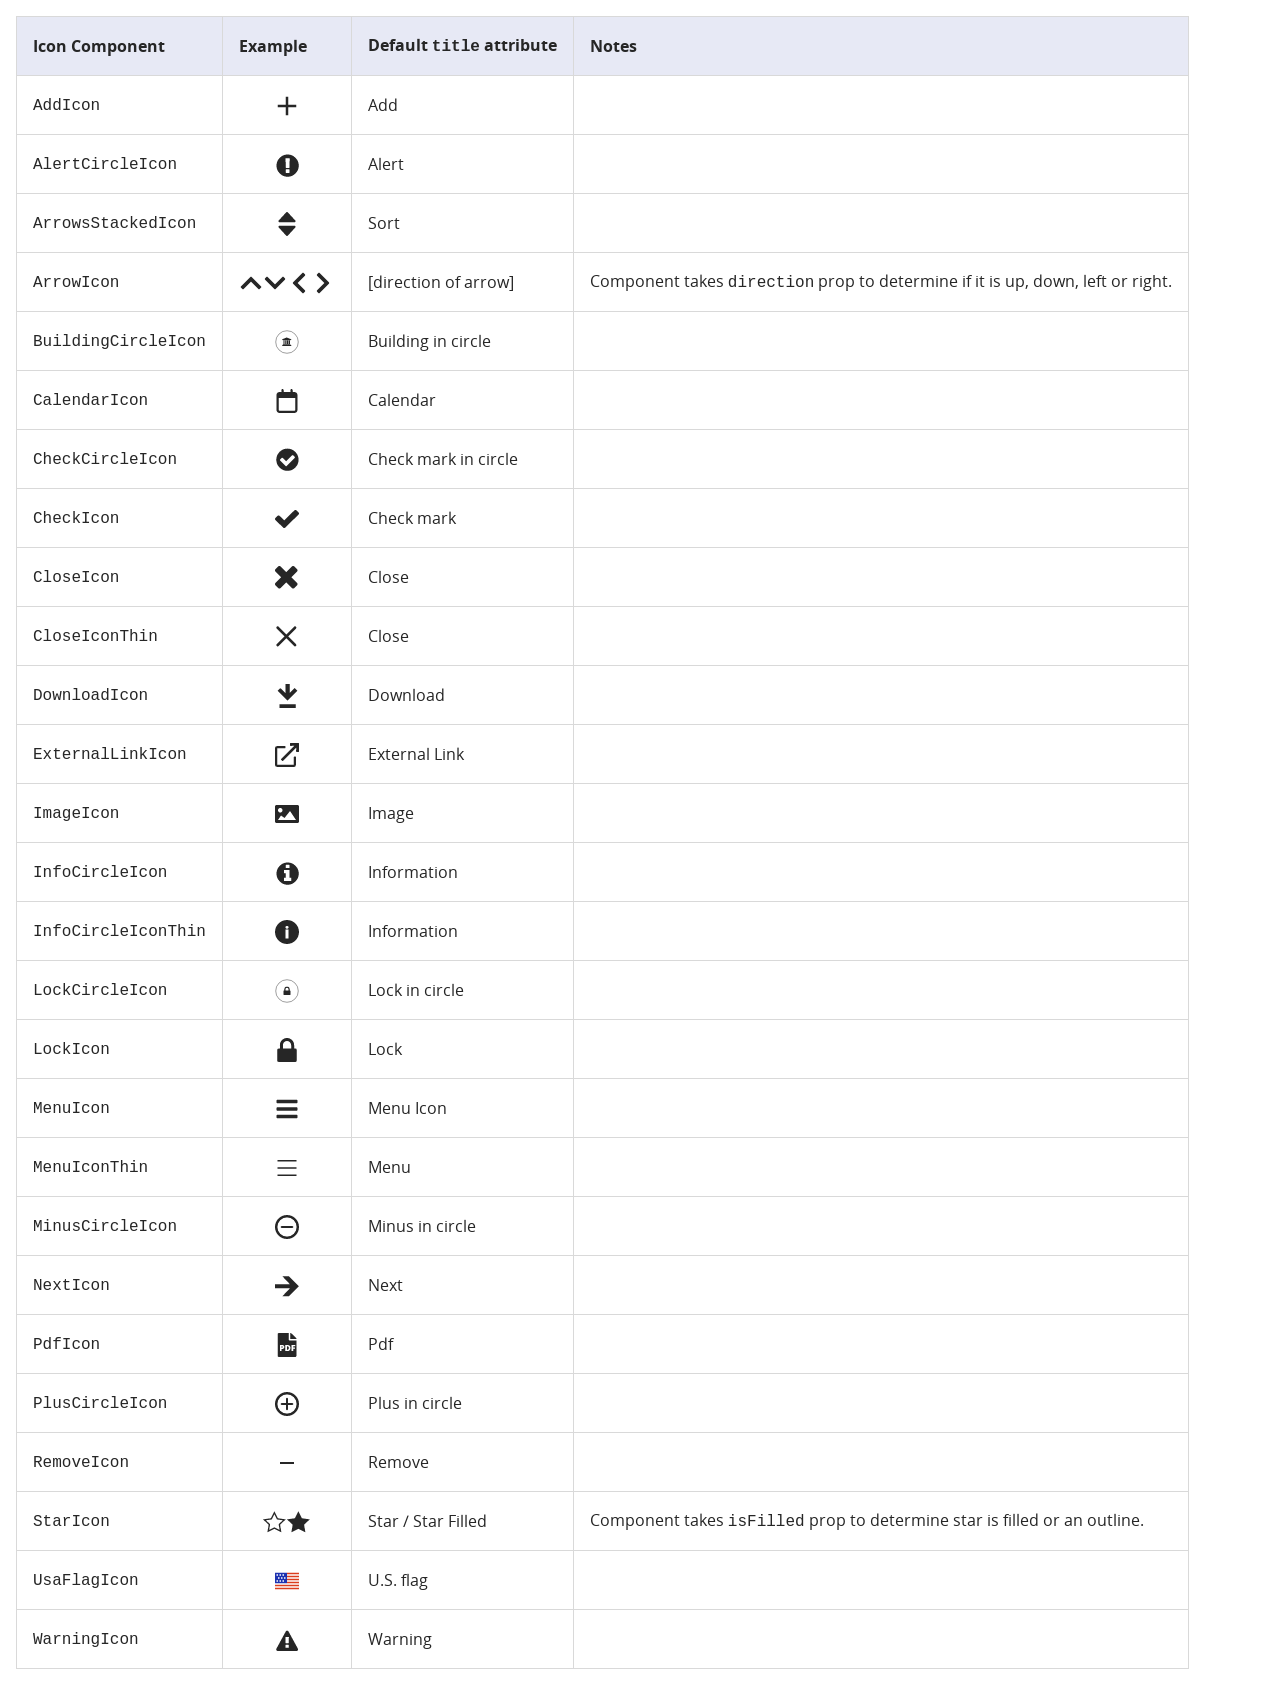 Icon Component Example Default title attribute Notes
AddIcon Add
AlertCircleIcon Alert
ArrowsStackedIcon Sort
ArrowIcon [direction of arrow] Component takes direction prop to determine if it is up, down, left or right.
BuildingCircleIcon Building in circle
CalendarIcon Calendar
CheckCircleIcon Check mark in circle
CheckIcon Check mark
CloseIcon Close
CloseIconThin Close
DownloadIcon Download
ExternalLinkIcon External Link
ImageIcon Image
InfoCircleIcon Information
InfoCircleIconThin Information
LockCircleIcon Lock in circle
LockIcon Lock
MenuIcon Menu Icon
MenuIconThin Menu
MinusCircleIcon Minus in circle
NextIcon Next
PdfIcon PDF Pdf
PlusCircleIcon Plus in circle
RemoveIcon Remove
StarIcon Star / Star Filled Component takes isFilled prop to determine star is filled or an outline.
UsaFlagIcon U.S. flag
WarningIcon Warning